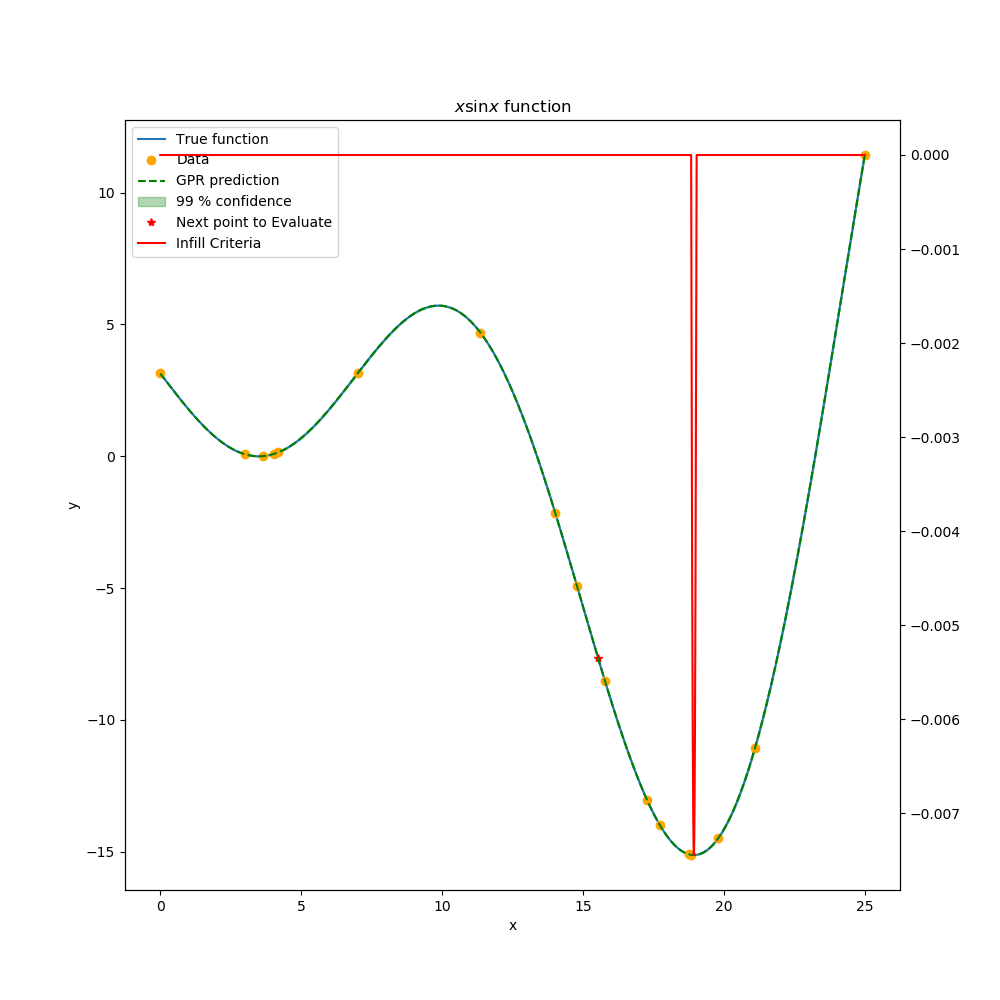 xsinx function
True function
Data
GPR prediction
99 % confidence
Next point to Evaluate
Infill Criteria
10
5
0
−5
−10
−15
y
0.000
−0.001
−0.002
−0.003
−0.004
−0.005
−0.006
−0.007
0 5 10 15 20 25
x